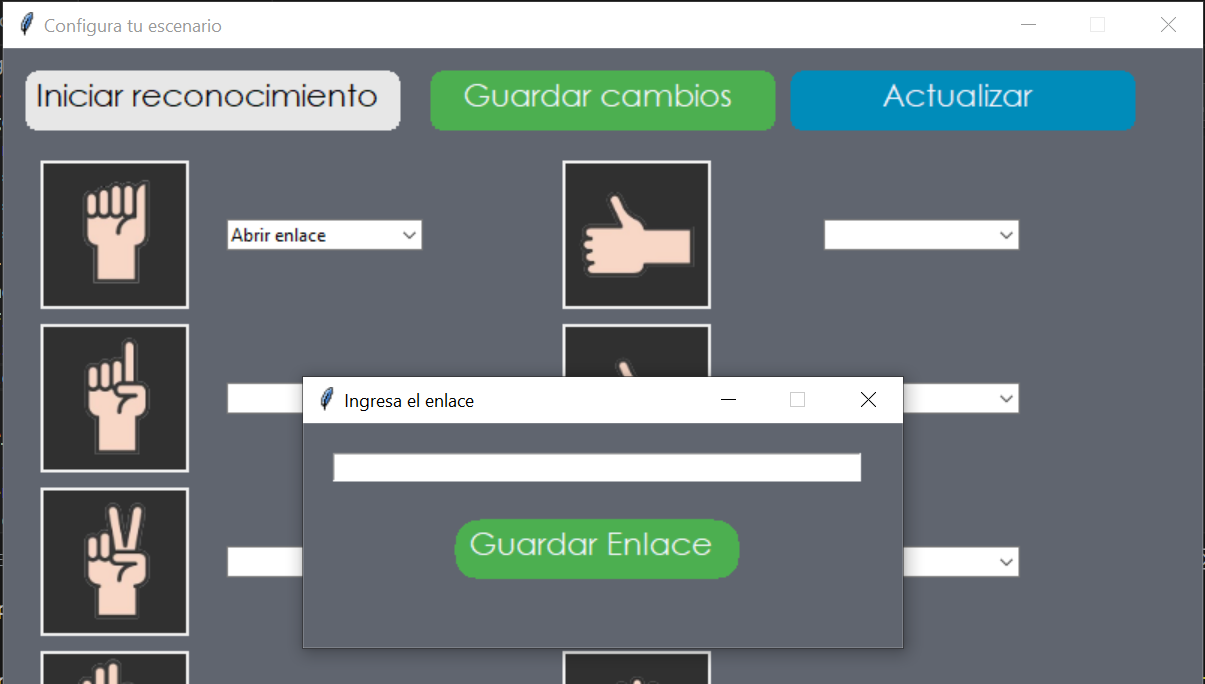 Configura tu escenario
Iniciar reconocimiento
Guardar cambios
Actualizar
Abrir enlace
Ingresa el enlace
Guardar Enlace